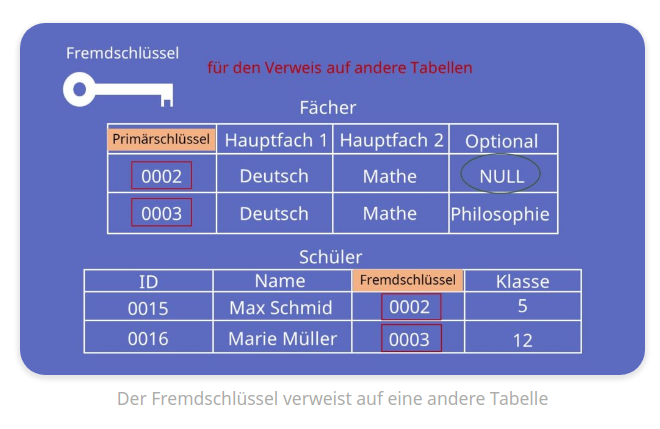 Fremdschlüssel
für den Verweis auf andere Tabellen
Fächer
Primärschlüssel Hauptfach 1 Hauptfach 2 Optional
0002 Deutsch Mathe NULL
0003 Deutsch Mathe Philosophie
Schüler
ID Name Fremdschlüssel Klasse
0015 Max Schmid 0002 5
0016 Marie Müller 0003 12
Der Fremdschlüssel verweist auf eine andere Tabelle